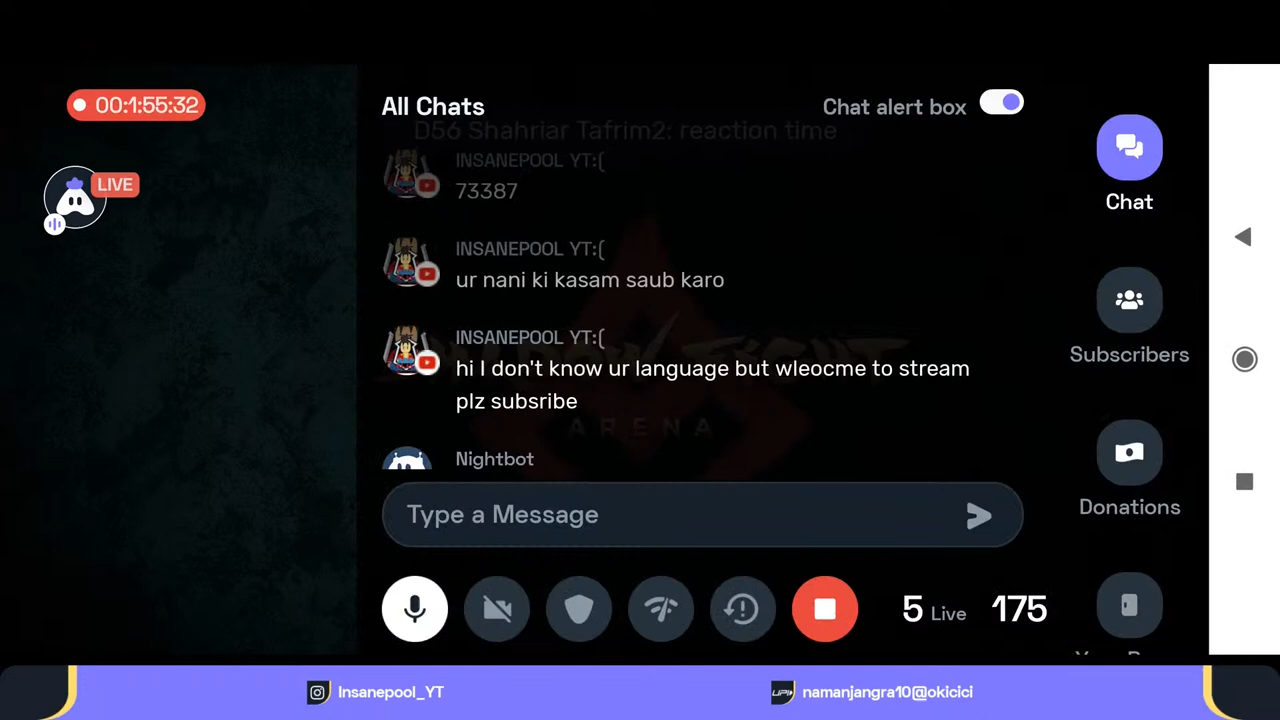 00:1:55:32
All Chats
Chat alert box
D56 Shahriar Tafrim2: reaction time
INSANEPOOL YT:(
73387
LIVE
Chat
INSANEPOOL YT:(
ur nani ki kasam saub karo
INSANEPOOL YT:(
hi I don't know ur language but wleocme to stream
plz subsribe
Subscribers
ARENA
Nightbot
Type a Message
Donations
5 Live 175
Insanepool_YT
UPI
namanjangra10@okicici